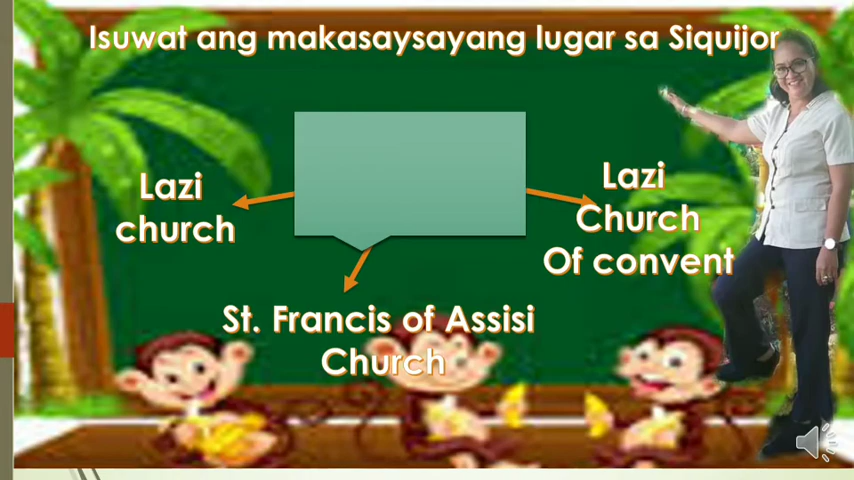 Isuwat ang makasaysayang lugar sa Siquijor
Lazi
church
Lazi
Church
Of convent
St. Francis of Assisi
Church